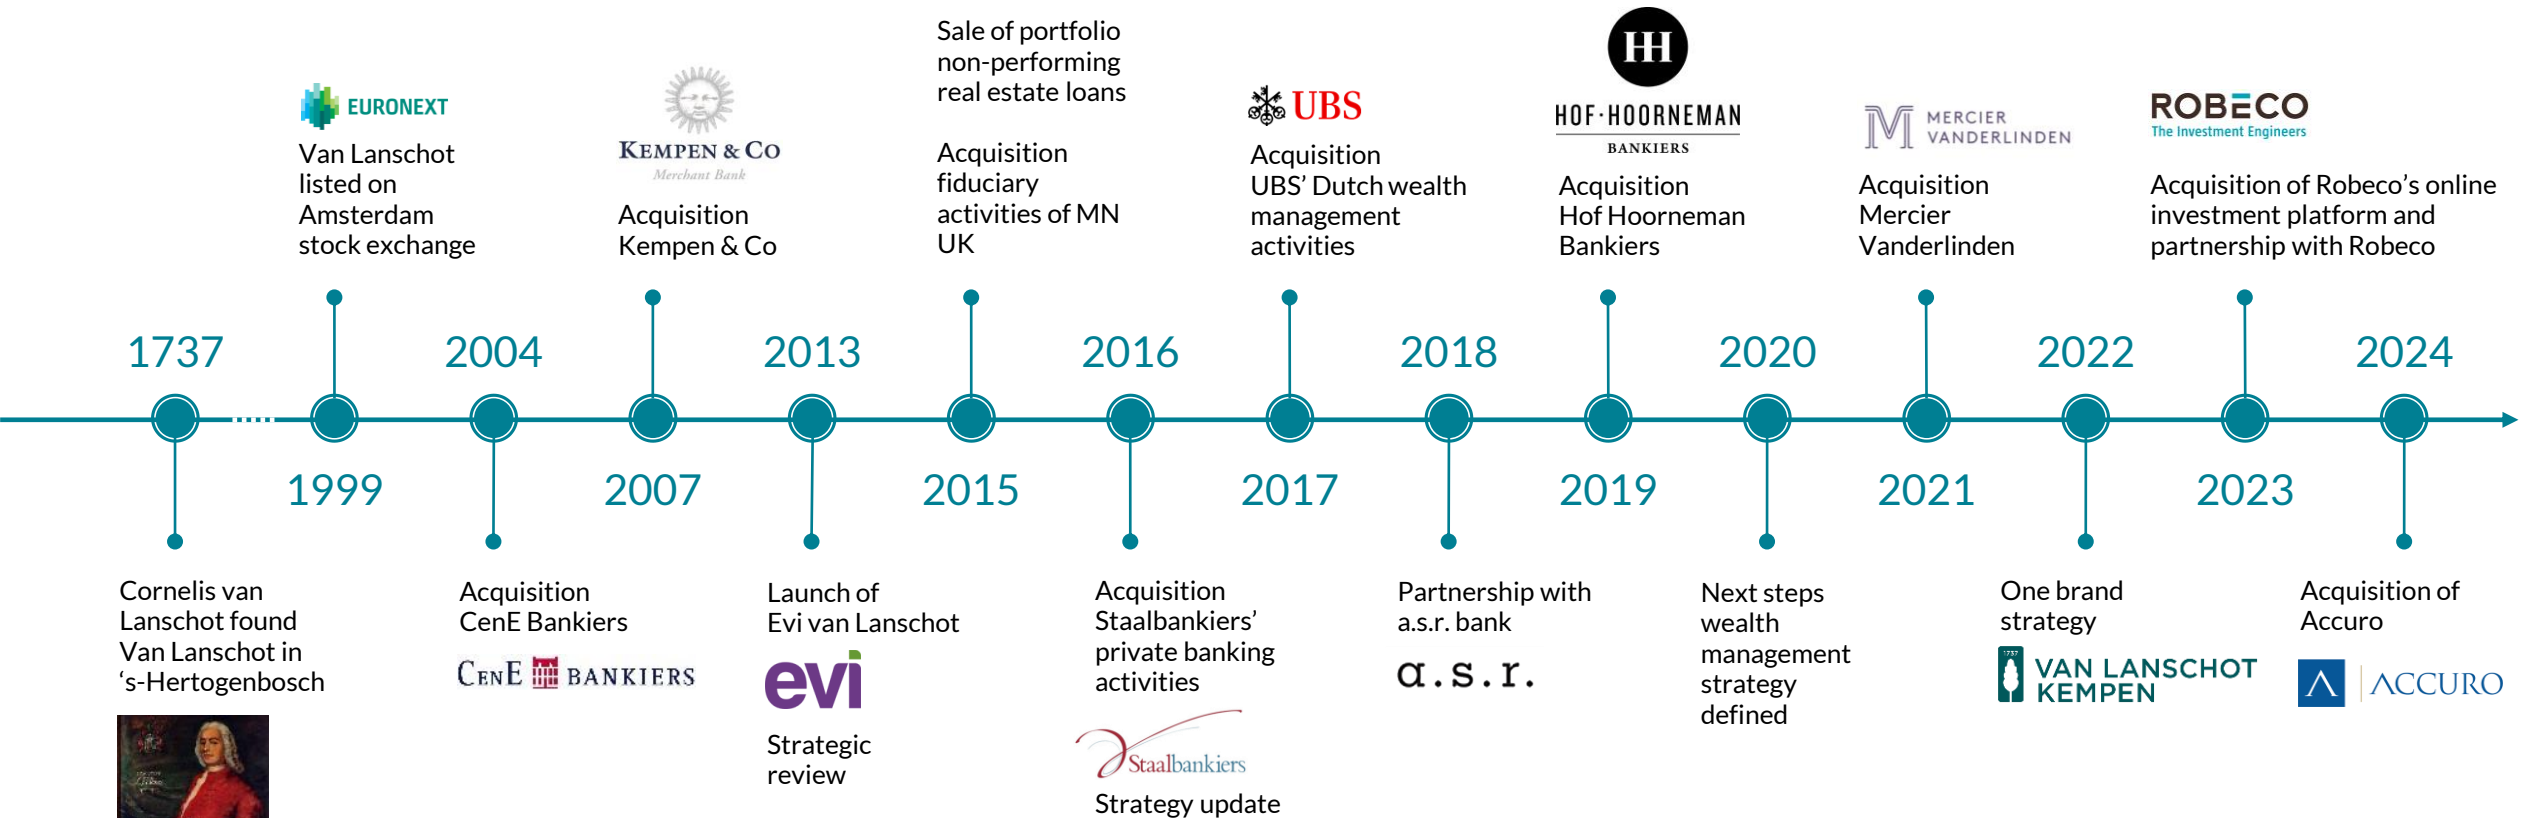 Sale of portfolio
non-performing
real estate loans
EURONEXT
Van Lanschot
listed on
Amsterdam
stock exchange
KEMPEN & CO
Merchant Bank
Acquisition
Kempen & Co
Acquisition
fiduciary
activities of MN
UK
UBS
Acquisition
UBS’ Dutch wealth
management
activities
HH
HOF·HOORNEMAN
BANKIERS
Acquisition
Hof Hoorneman
Bankiers
M
MERCIER
VANDERLINDEN
Acquisition
Mercier
Vanderlinden
ROBECO
The Investment Engineers
Acquisition of Robeco’s online
investment platform and
partnership with Robeco
1737
2004
2013
2016
2018
2020
2022
2024
1999
2007
2015
2017
2019
2021
2023
Cornelis van
Lanschot found
Van Lanschot in
‘s-Hertogenbosch
Acquisition
CenE Bankiers
CENE BANKIERS
Launch of
Evi van Lanschot
evi
Strategic
review
Acquisition
Staalbankiers’
private banking
activities
Staalbankiers
Strategy update
Partnership with
a.s.r. bank
a.s.r.
Next steps
wealth
management
strategy
defined
One brand
strategy
1737
VAN LANSCHOT
KEMPEN
Acquisition of
Accuro
ACCURO